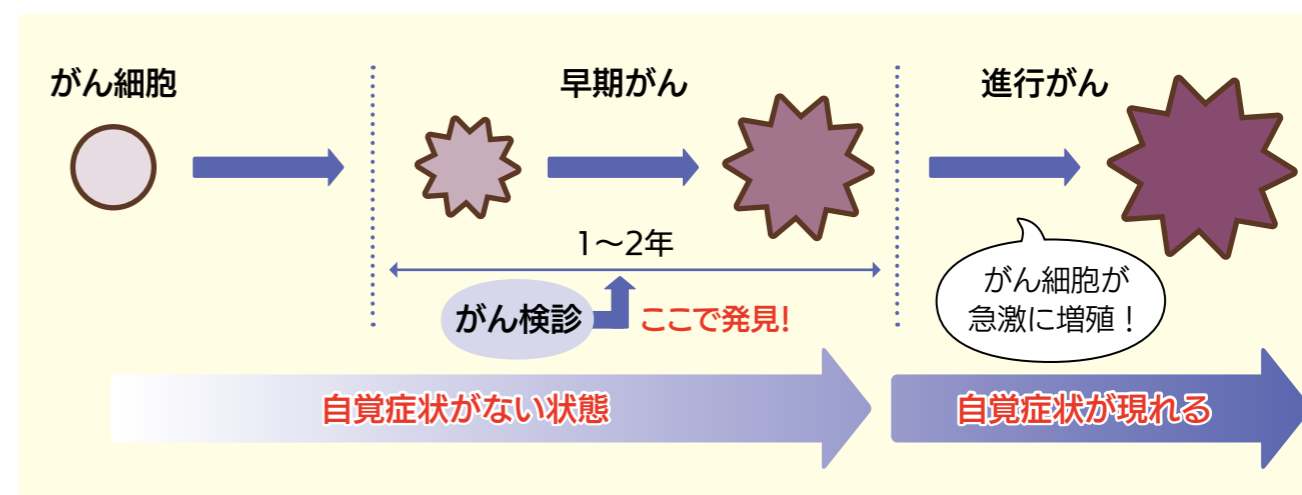 がん細胞
早期がん
進行がん
1〜2年
がん検診
ここで発見!
がん細胞が
急激に増殖！
自覚症状がない状態
自覚症状が現れる